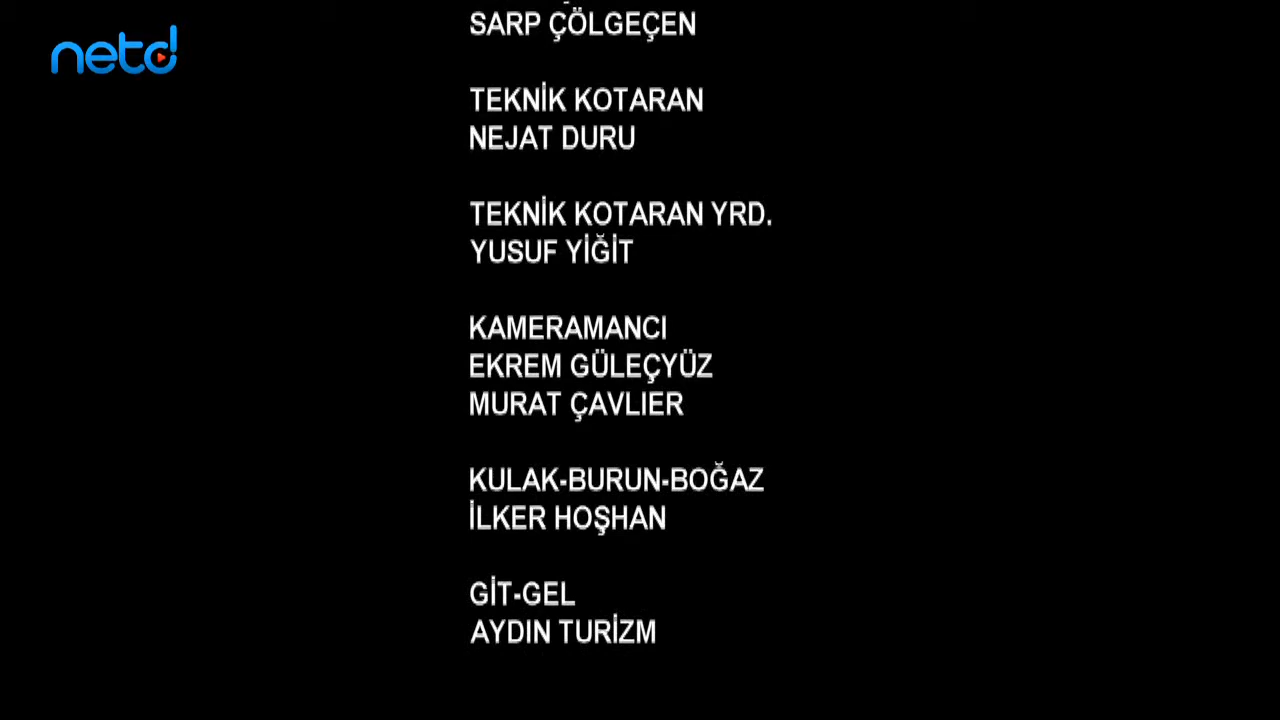 netd
SARP ÇÖLGEÇEN
TEKNİK KOTARAN
NEJAT DURU
TEKNİK KOTARAN YRD.
YUSUF YİĞİT
KAMERAMANCI
EKREM GÜLEÇYÜZ
MURAT ÇAVLIER
KULAK-BURUN-BOĞAZ
İLKER HOŞHAN
GİT-GEL
AYDIN TURİZM